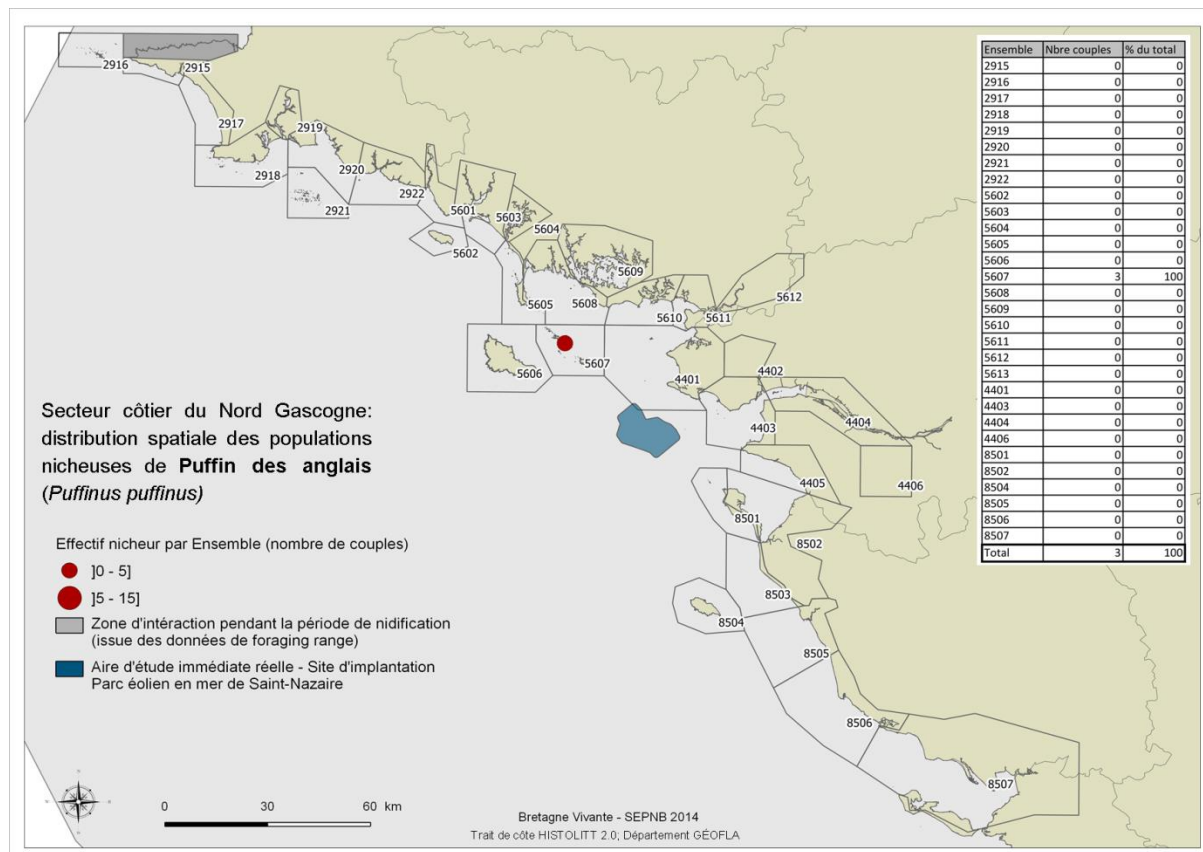 Ensemble Nbre couples % du total
2915 0 0
2916 0 0
2917 0 0
2918 0 0
2919 0 0
2920 0 0
2921 0 0
2922 0 0
5602 0 0
5603 0 0
5604 0 0
5605 0 0
5606 0 0
5607 3 100
5608 0 0
5609 0 0
5610 0 0
5611 0 0
5612 0 0
5613 0 0
4401 0 0
4403 0 0
4404 0 0
4406 0 0
8501 0 0
8502 0 0
8504 0 0
8505 0 0
8506 0 0
8507 0 0
Total 3 100
2916
2915
2917
2919
2918
2920
2921
2922
5601
5603
5602
5604
5609
5605
5608
5610
5611
5612
5606
5607
4401
4402
4403
4404
4405
4406
8501
8502
8503
8504
8505
8506
8507
Secteur côtier du Nord Gascogne:
distribution spatiale des populations
nicheuses de Puffin des anglais
(Puffinus puffinus)
Effectif nicheur par Ensemble (nombre de couples)
]0 - 5]
]5 - 15]
Zone d'intéraction pendant la période de nidification
(issue des données de foraging range)
Aire d'étude immédiate réelle - Site d'implantation
Parc éolien en mer de Saint-Nazaire
0 30 60 km
Bretagne Vivante - SEPNB 2014
Trait de côte HISTOLITT 2.0; Département GÉOFLA